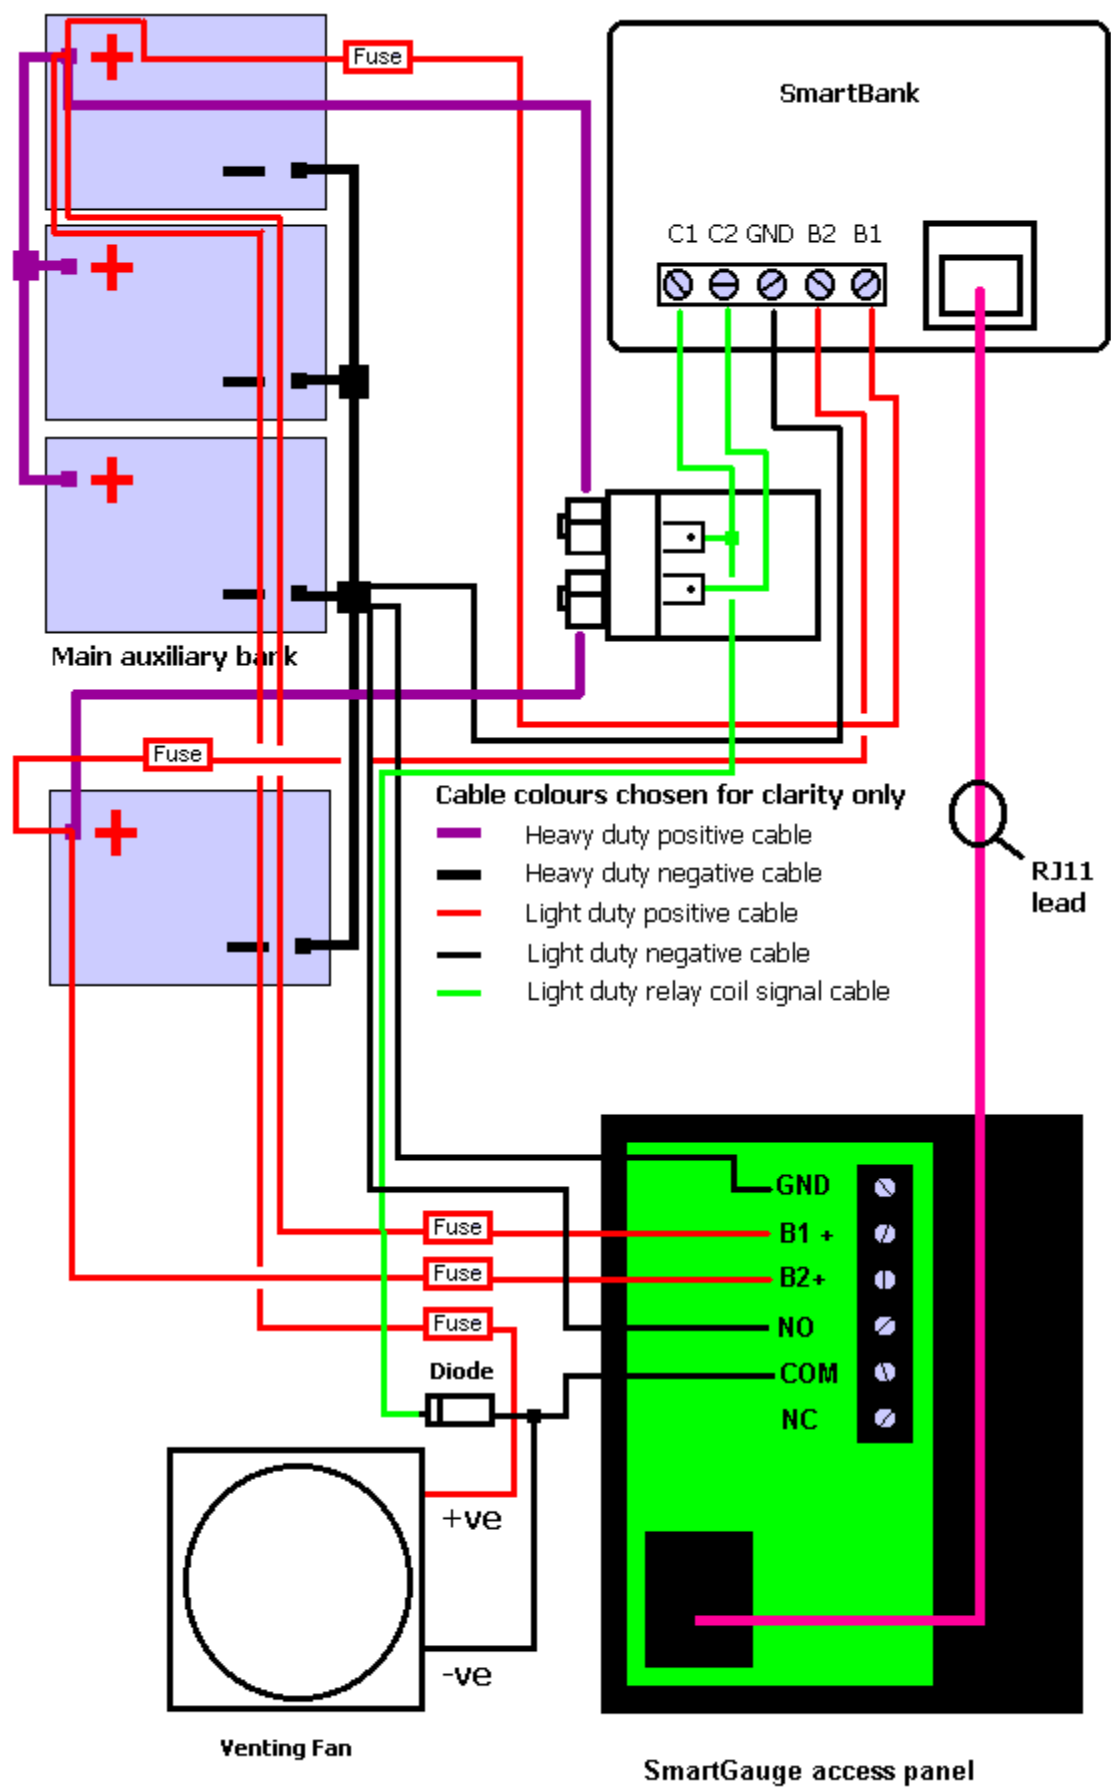 Fuse
SmartBank
C1 C2 GND B2 B1
Main auxiliary bank
Fuse
Cable colours chosen for clarity only
Heavy duty positive cable
Heavy duty negative cable
Light duty positive cable
Light duty negative cable
Light duty relay coil signal cable
RJ11
lead
GND
Fuse
B1 +
Fuse
B2+
Fuse
NO
Diode
COM
NC
+ve
-ve
Venting Fan
SmartGauge access panel